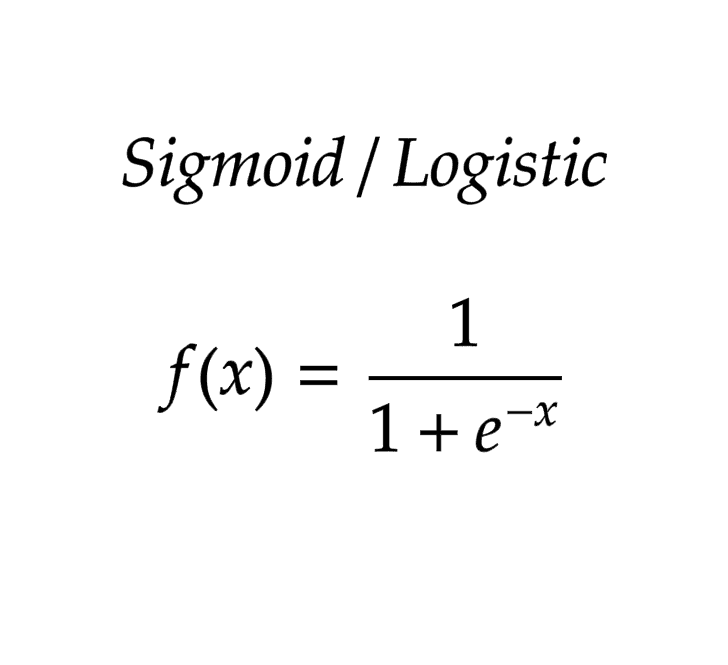 Sigmoid / Logistic
f(x) = 1 / (1 + e^{-x})